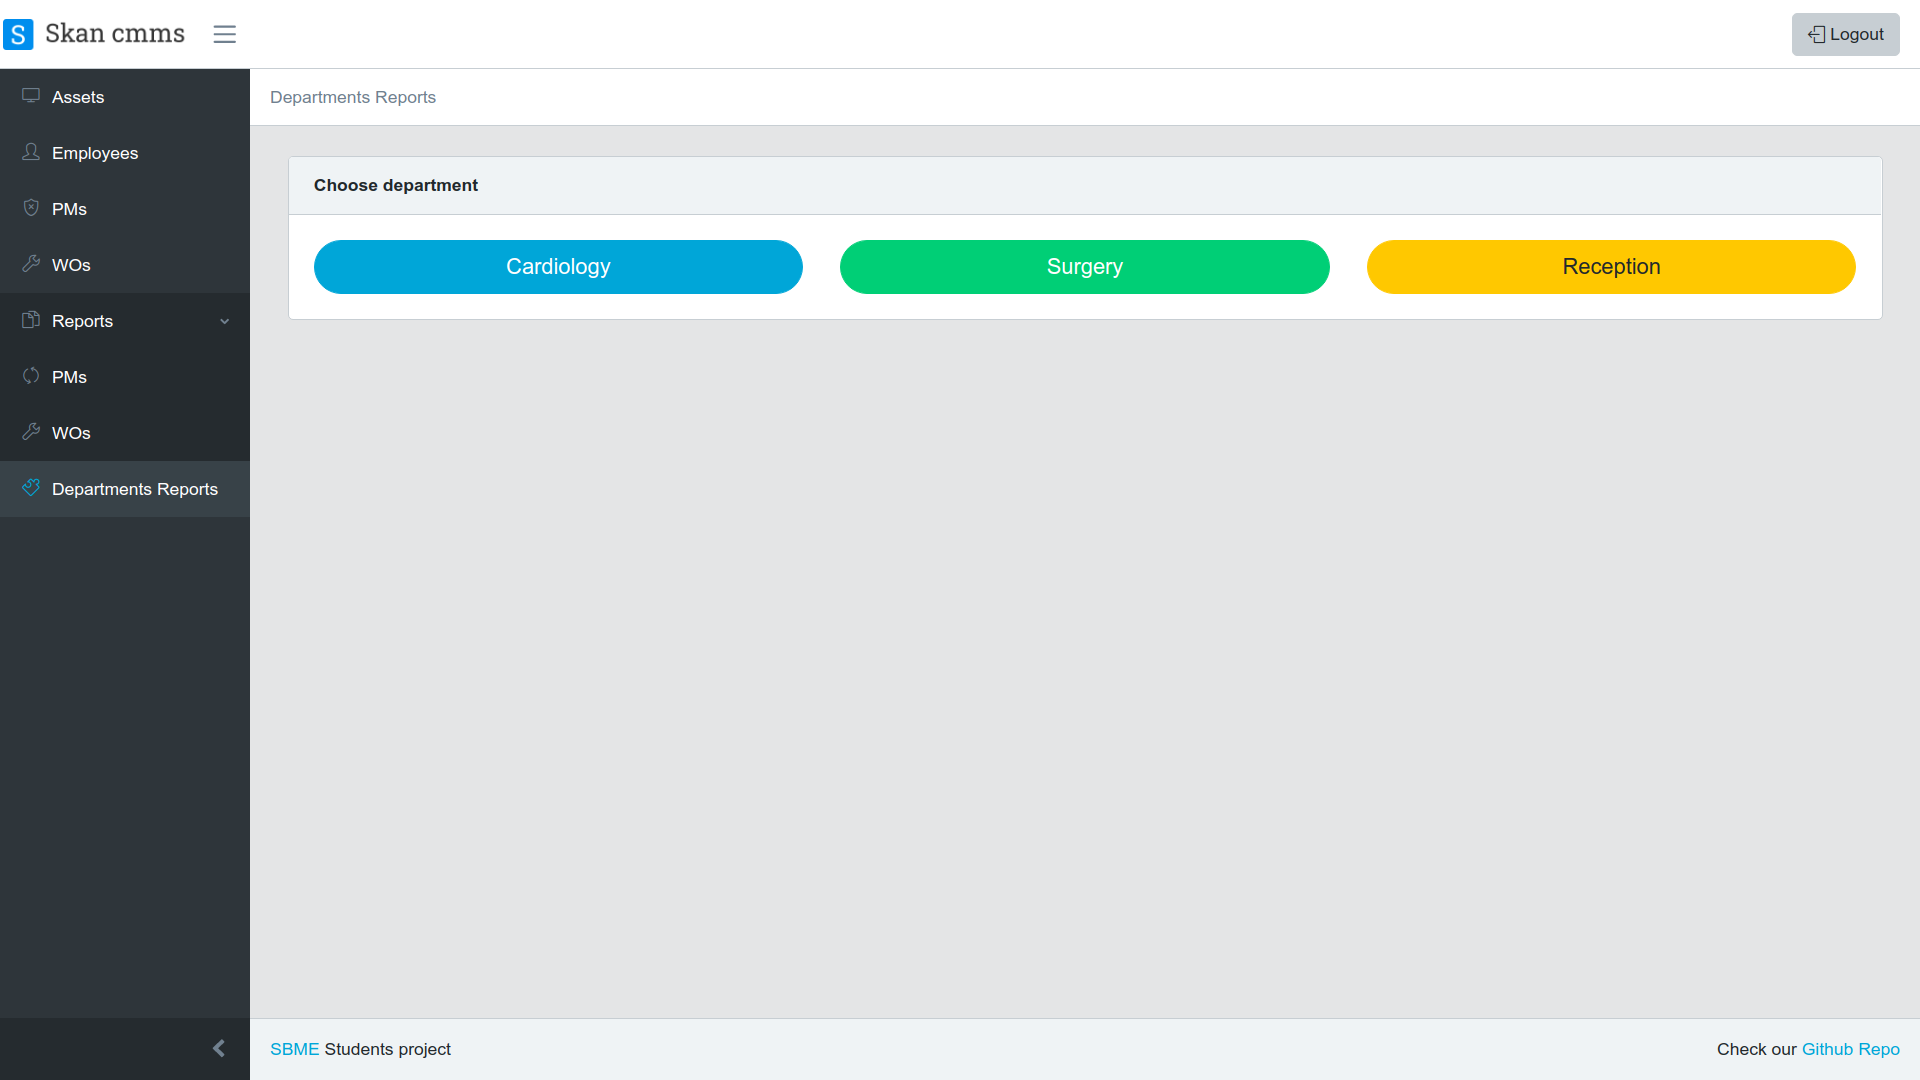 S Skan cmms
Logout
Assets
Employees
PMs
WOs
Reports
PMs
WOs
Departments Reports
Departments Reports
Choose department
Cardiology
Surgery
Reception
SBME Students project
Check our Github Repo